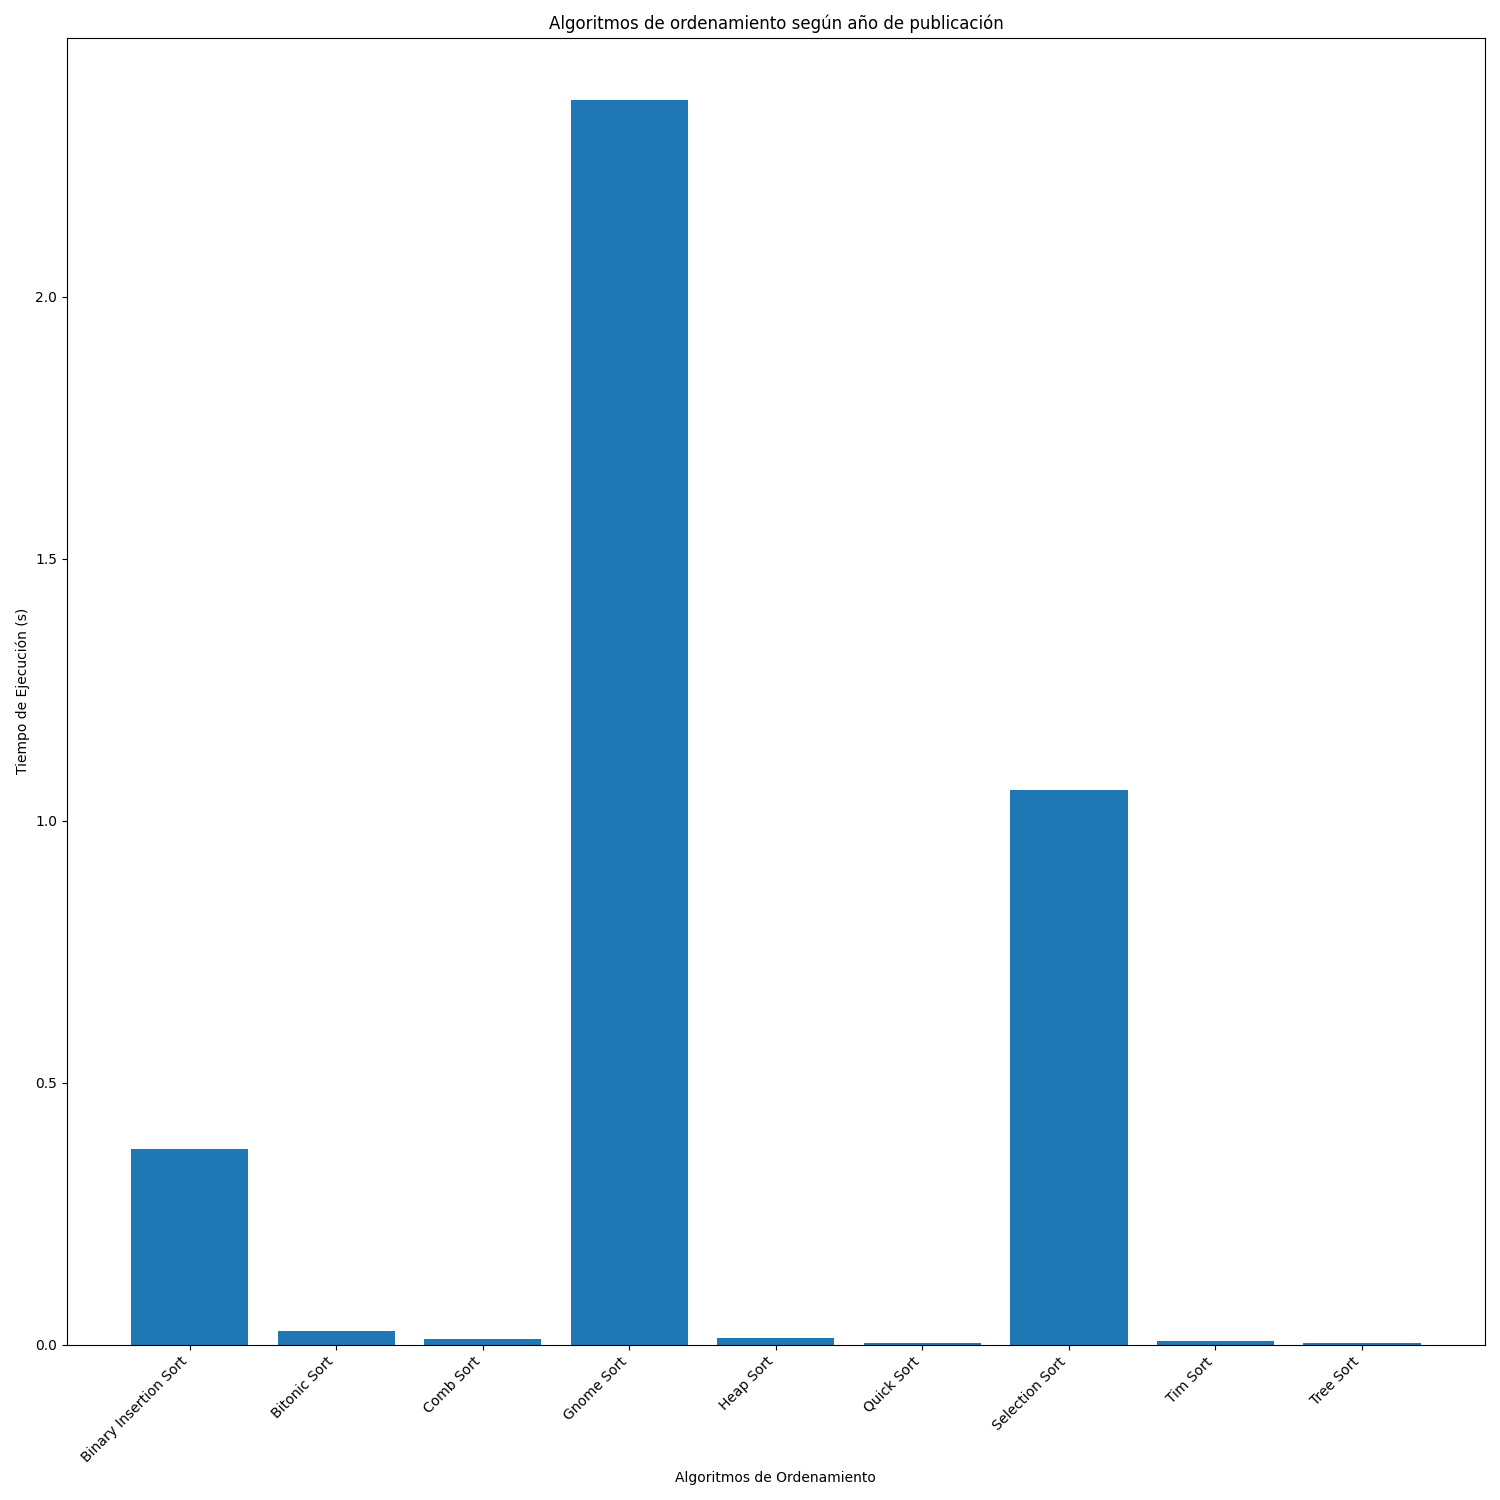 Algoritmos de ordenamiento según año de publicación
Tiempo de Ejecución (s)
2.0
1.5
1.0
0.5
0.0
Binary Insertion Sort
Bitonic Sort
Comb Sort
Gnome Sort
Heap Sort
Quick Sort
Selection Sort
Tim Sort
Tree Sort
Algoritmos de Ordenamiento